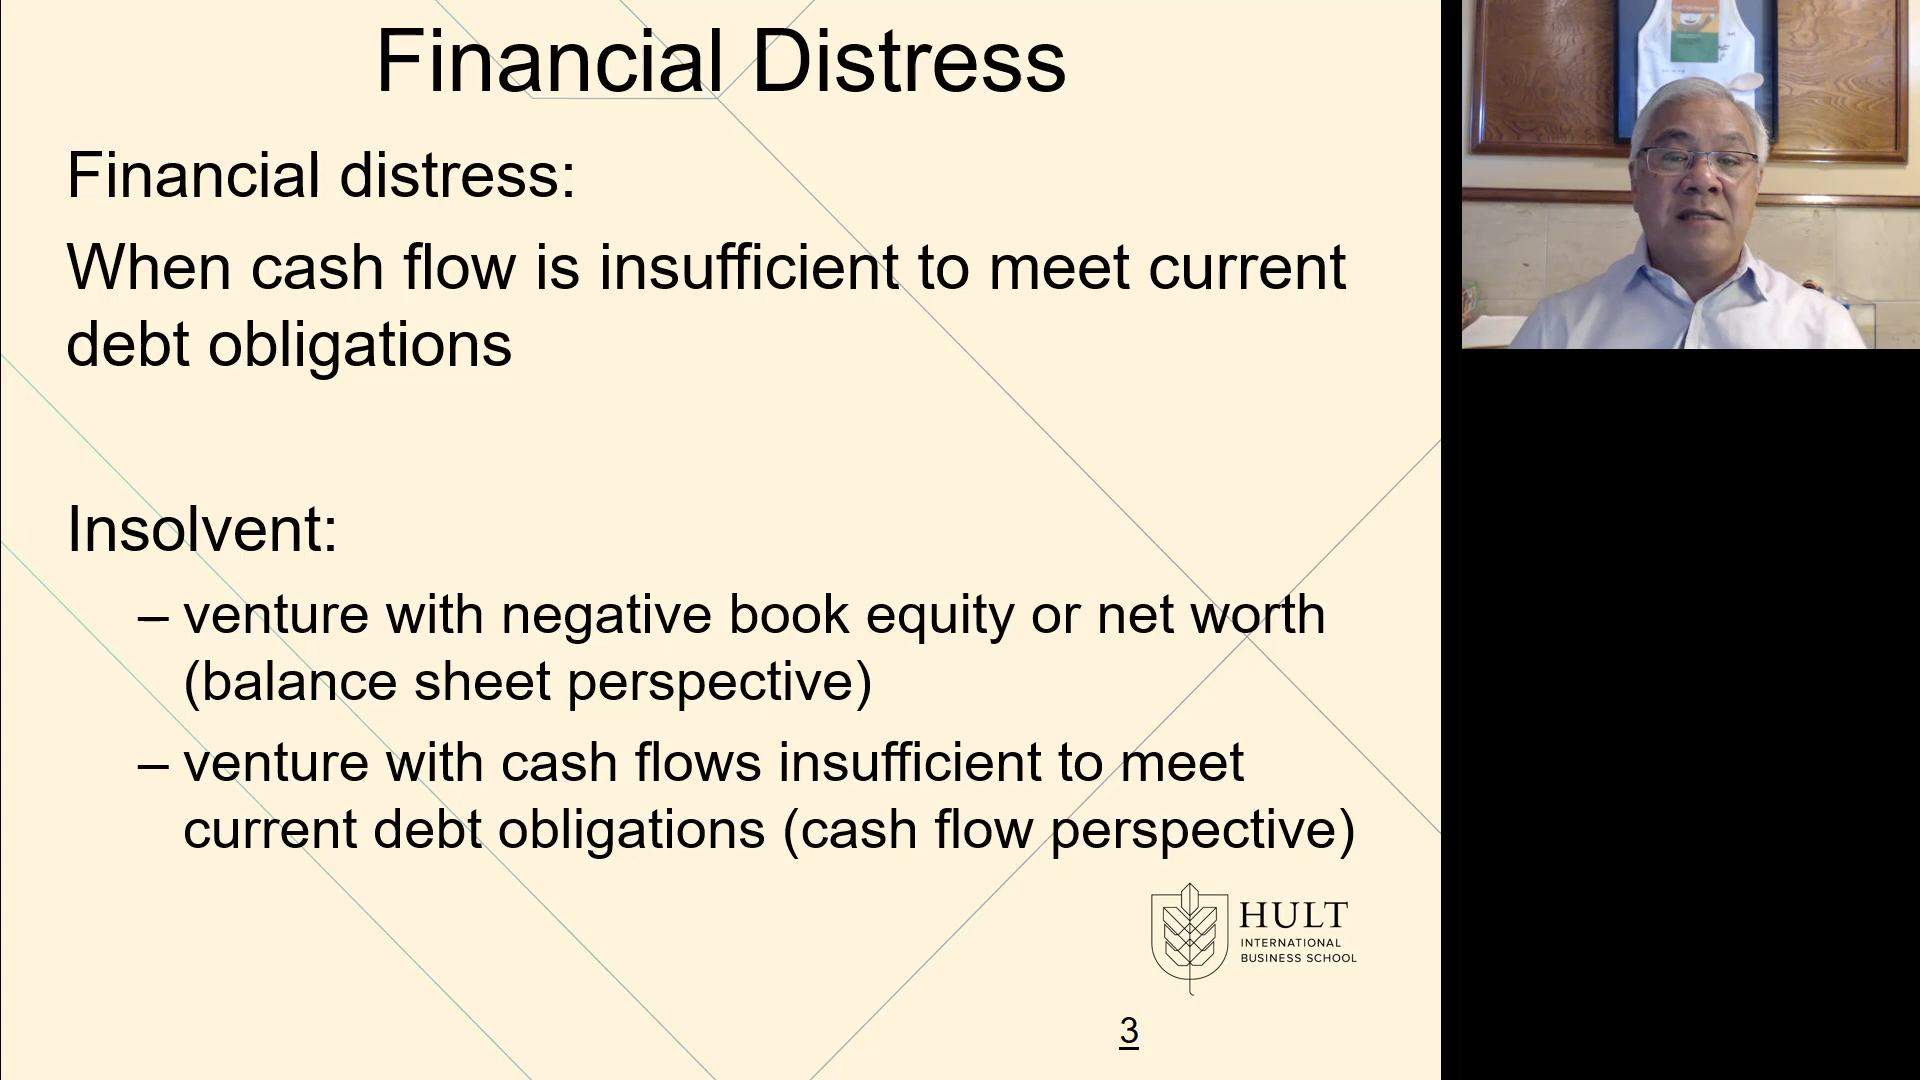 Financial Distress
Financial distress:
When cash flow is insufficient to meet current
debt obligations
Insolvent:
– venture with negative book equity or net worth
(balance sheet perspective)
– venture with cash flows insufficient to meet
current debt obligations (cash flow perspective)
HULT
INTERNATIONAL
BUSINESS SCHOOL
3